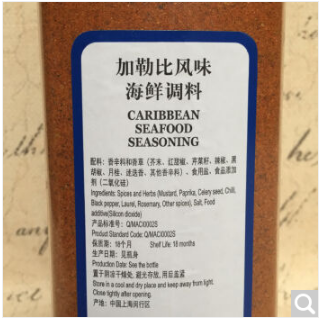 加勒比风味
海鲜调料
CARIBBEAN
SEAFOOD
SEASONING
配料：香辛料和香草（芥末、红甜椒、芹菜籽、辣椒、黑
胡椒、月桂、迷迭香、其他香辛料）、食用盐、食品添加
剂（二氧化硅）
Ingredients: Spices and Herbs (Mustard, Paprika, Celery seed, Chilli,
Black pepper, Laurel, Rosemary, Other spices), Salt, Food
additive(Silicon dioxide)
产品标准号：Q/MACI0002S
Product Standard Code: Q/MACI0002S
保质期：18个月 Shelf Life: 18 months
生产日期：见瓶身
Production Date: See the bottle
置于阴凉干燥处，避光存放，用后盖紧
Store in a cool and dry place and keep away from light.
Close tightly after opening.
产地：中国上海闵行区